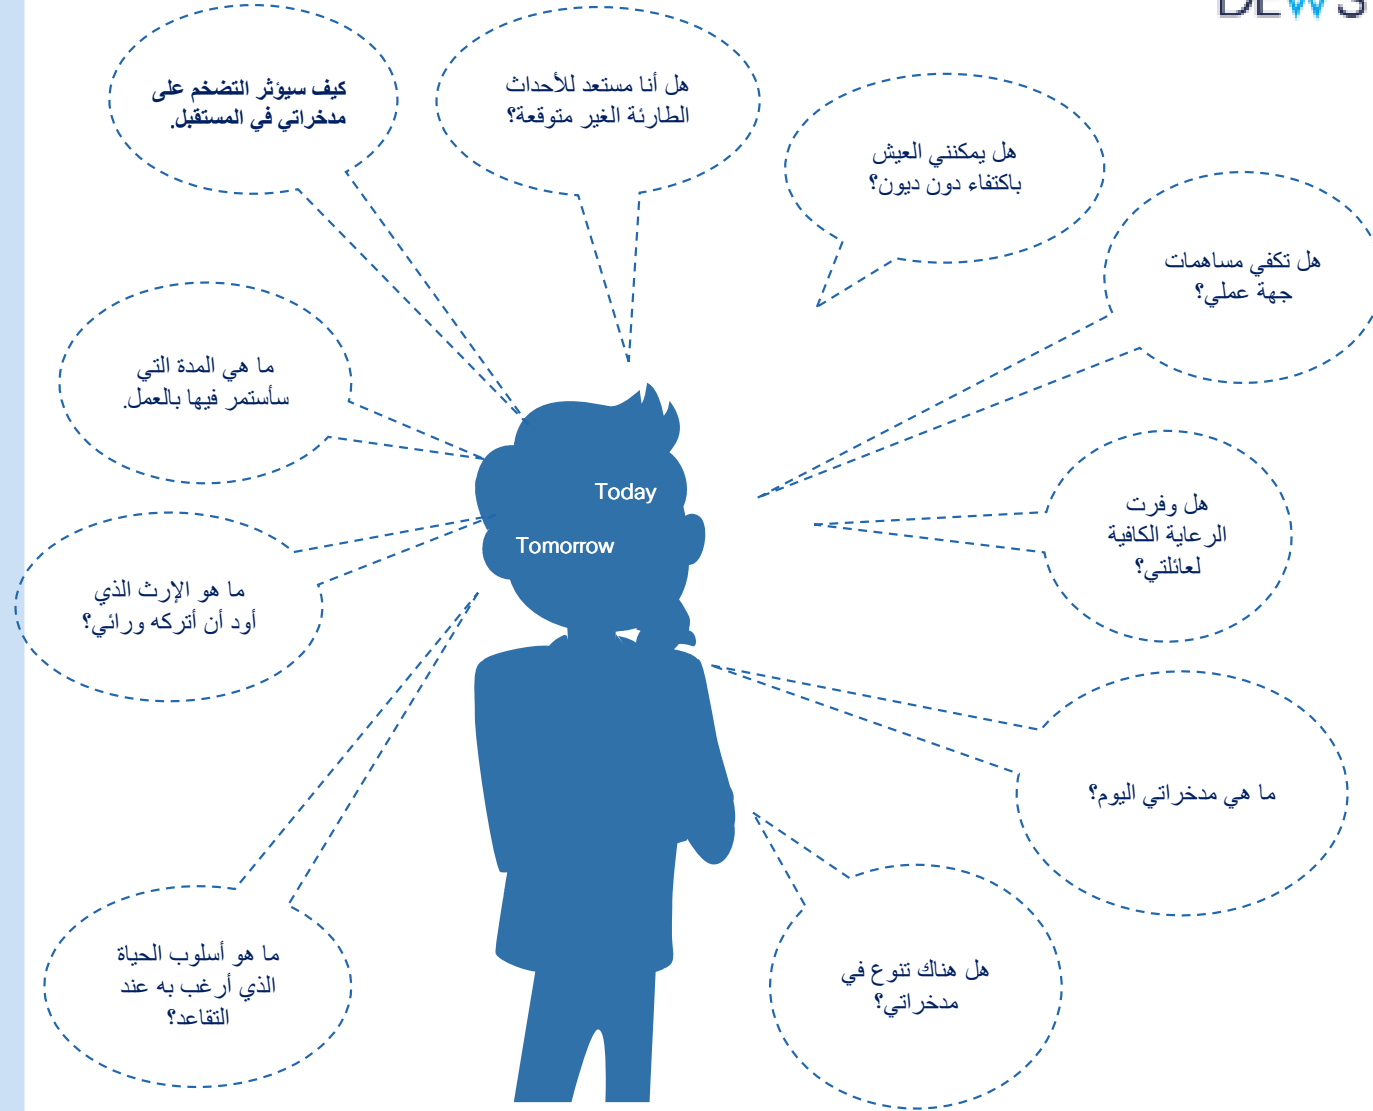 DEWS
كيف سيؤثر التضخم على
مدخراتي في المستقبل.
هل أنا مستعد للأحداث
الطارئة الغير متوقعة؟
هل يمكنني العيش
باكتفاء دون ديون؟
هل تكفي مساهمات
جهة عملي؟
ما هي المدة التي
سأستمر فيها بالعمل.
Today
Tomorrow
هل وفرت
الرعاية الكافية
لعائلتي؟
ما هو الإرث الذي
أود أن أتركه ورائي؟
ما هي مدخراتي اليوم؟
ما هو أسلوب الحياة
الذي أرغب به عند
التقاعد؟
هل هناك تنوع في
مدخراتي؟